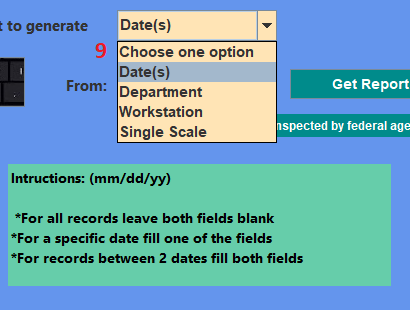 t to generate Date(s)
9 Choose one option
Date(s)
From: Department
Get Report
Workstation
Single Scale
nspected by federal age
Intructions: (mm/dd/yy)
*For all records leave both fields blank
*For a specific date fill one of the fields
*For records between 2 dates fill both fields